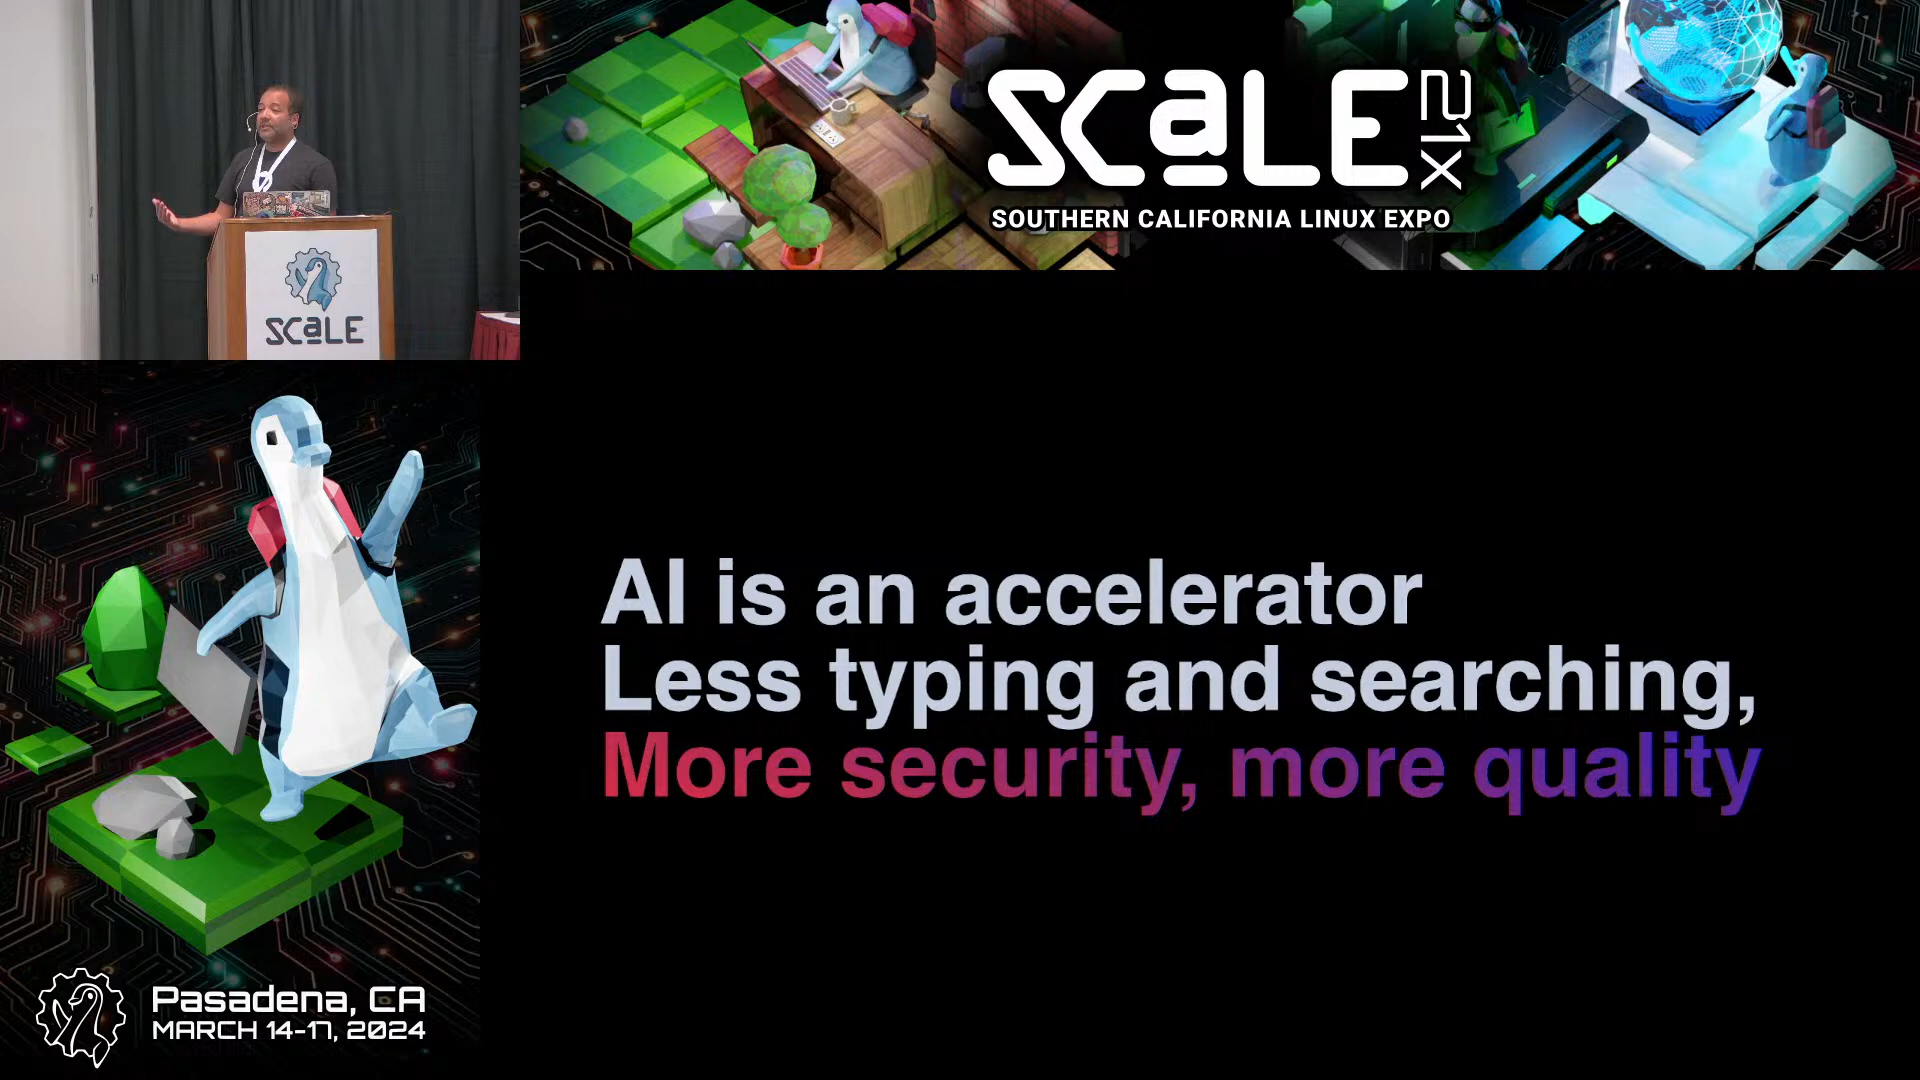 SCaLE
21X
SOUTHERN CALIFORNIA LINUX EXPO
SCaLE
AI is an accelerator
Less typing and searching,
More security, more quality
Pasadena, CA
MARCH 14-17, 2024